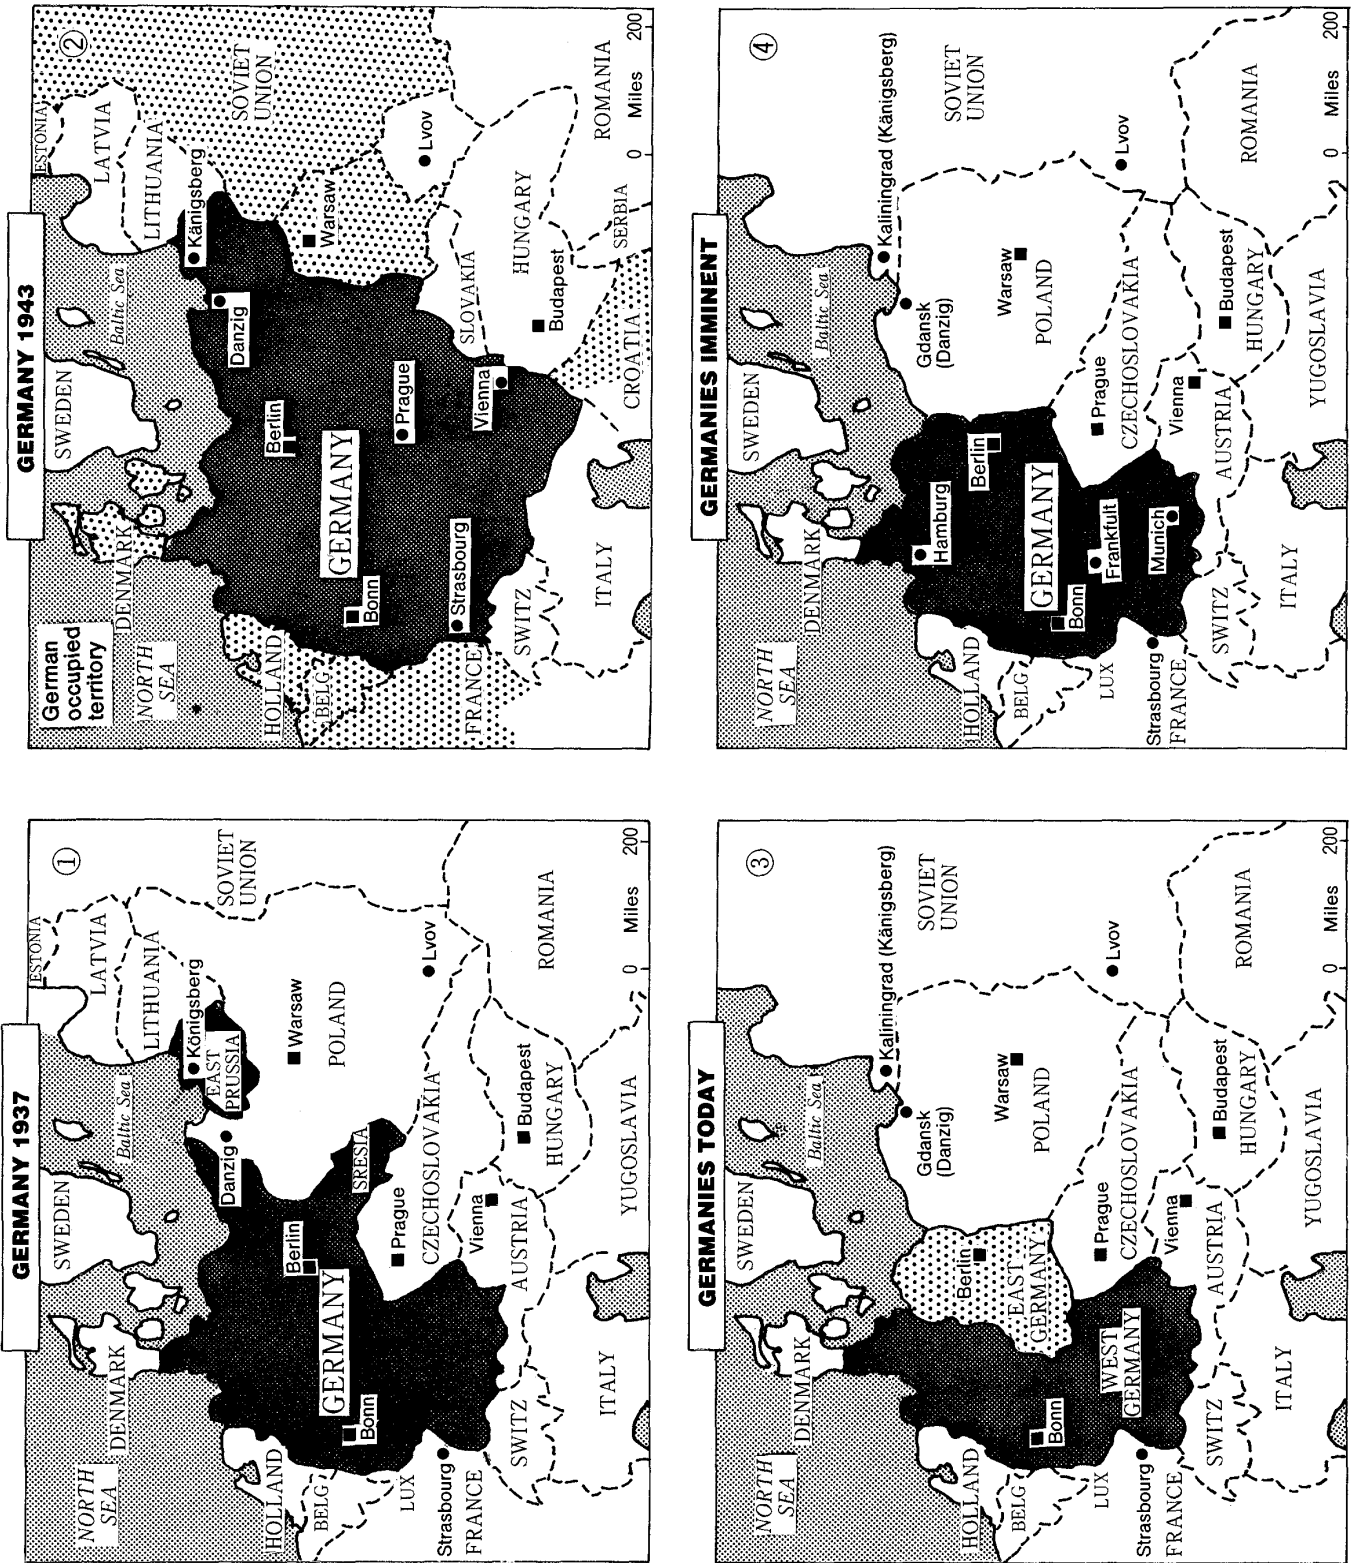 GERMANY 1937
①
ESTONIA
LATVIA
LITHUANIA
SOVIET
UNION
SWEDEN
Baltic Sea
DENMARK
NORTH
SEA
Königsberg
EAST
PRUSSIA
Danzig
Berlin
Warsaw
POLAND
HOLLAND
BELG
GERMANY
Bonn
SRESIA
LUX
Prague
CZECHOSLOVAKIA
Lvov
Strasbourg
FRANCE
Vienna
AUSTRIA
Budapest
HUNGARY
ROMANIA
SWITZ
ITALY
YUGOSLAVIA
0 Miles 200
GERMANY 1943
②
German
occupied
territory
ESTONIA
LATVIA
LITHUANIA
SOVIET
UNION
SWEDEN
Baltic Sea
DENMARK
NORTH
SEA
Känigsberg
Danzig
Berlin
Warsaw
HOLLAND
BELG
GERMANY
Bonn
Prague
Lvov
Strasbourg
FRANCE
Vienna
SLOVAKIA
HUNGARY
Budapest
SWITZ
ITALY
CROATIA
SERBIA
ROMANIA
0 Miles 200
GERMANIES TODAY
③
SWEDEN
Baltic Sea
DENMARK
NORTH
SEA
Kaliningrad (Känigsberg)
Gdansk
(Danzig)
SOVIET
UNION
Berlin
EAST
GERMANY
Warsaw
POLAND
HOLLAND
BELG
Bonn
LUX
WEST
GERMANY
Prague
CZECHOSLOVAKIA
Lvov
Strasbourg
FRANCE
Vienna
AUSTRIA
Budapest
HUNGARY
ROMANIA
SWITZ
ITALY
YUGOSLAVIA
0 Miles 200
GERMANIES IMMINENT
④
SWEDEN
Baltic Sea
DENMARK
NORTH
SEA
Kaliningrad (Känigsberg)
Gdansk
(Danzig)
SOVIET
UNION
Hamburg
Berlin
Warsaw
POLAND
HOLLAND
BELG
GERMANY
Bonn
LUX
Frankfult
Munich
Prague
CZECHOSLOVAKIA
Lvov
Strasbourg
FRANCE
Vienna
AUSTRIA
Budapest
HUNGARY
ROMANIA
SWITZ
ITALY
YUGOSLAVIA
0 Miles 200